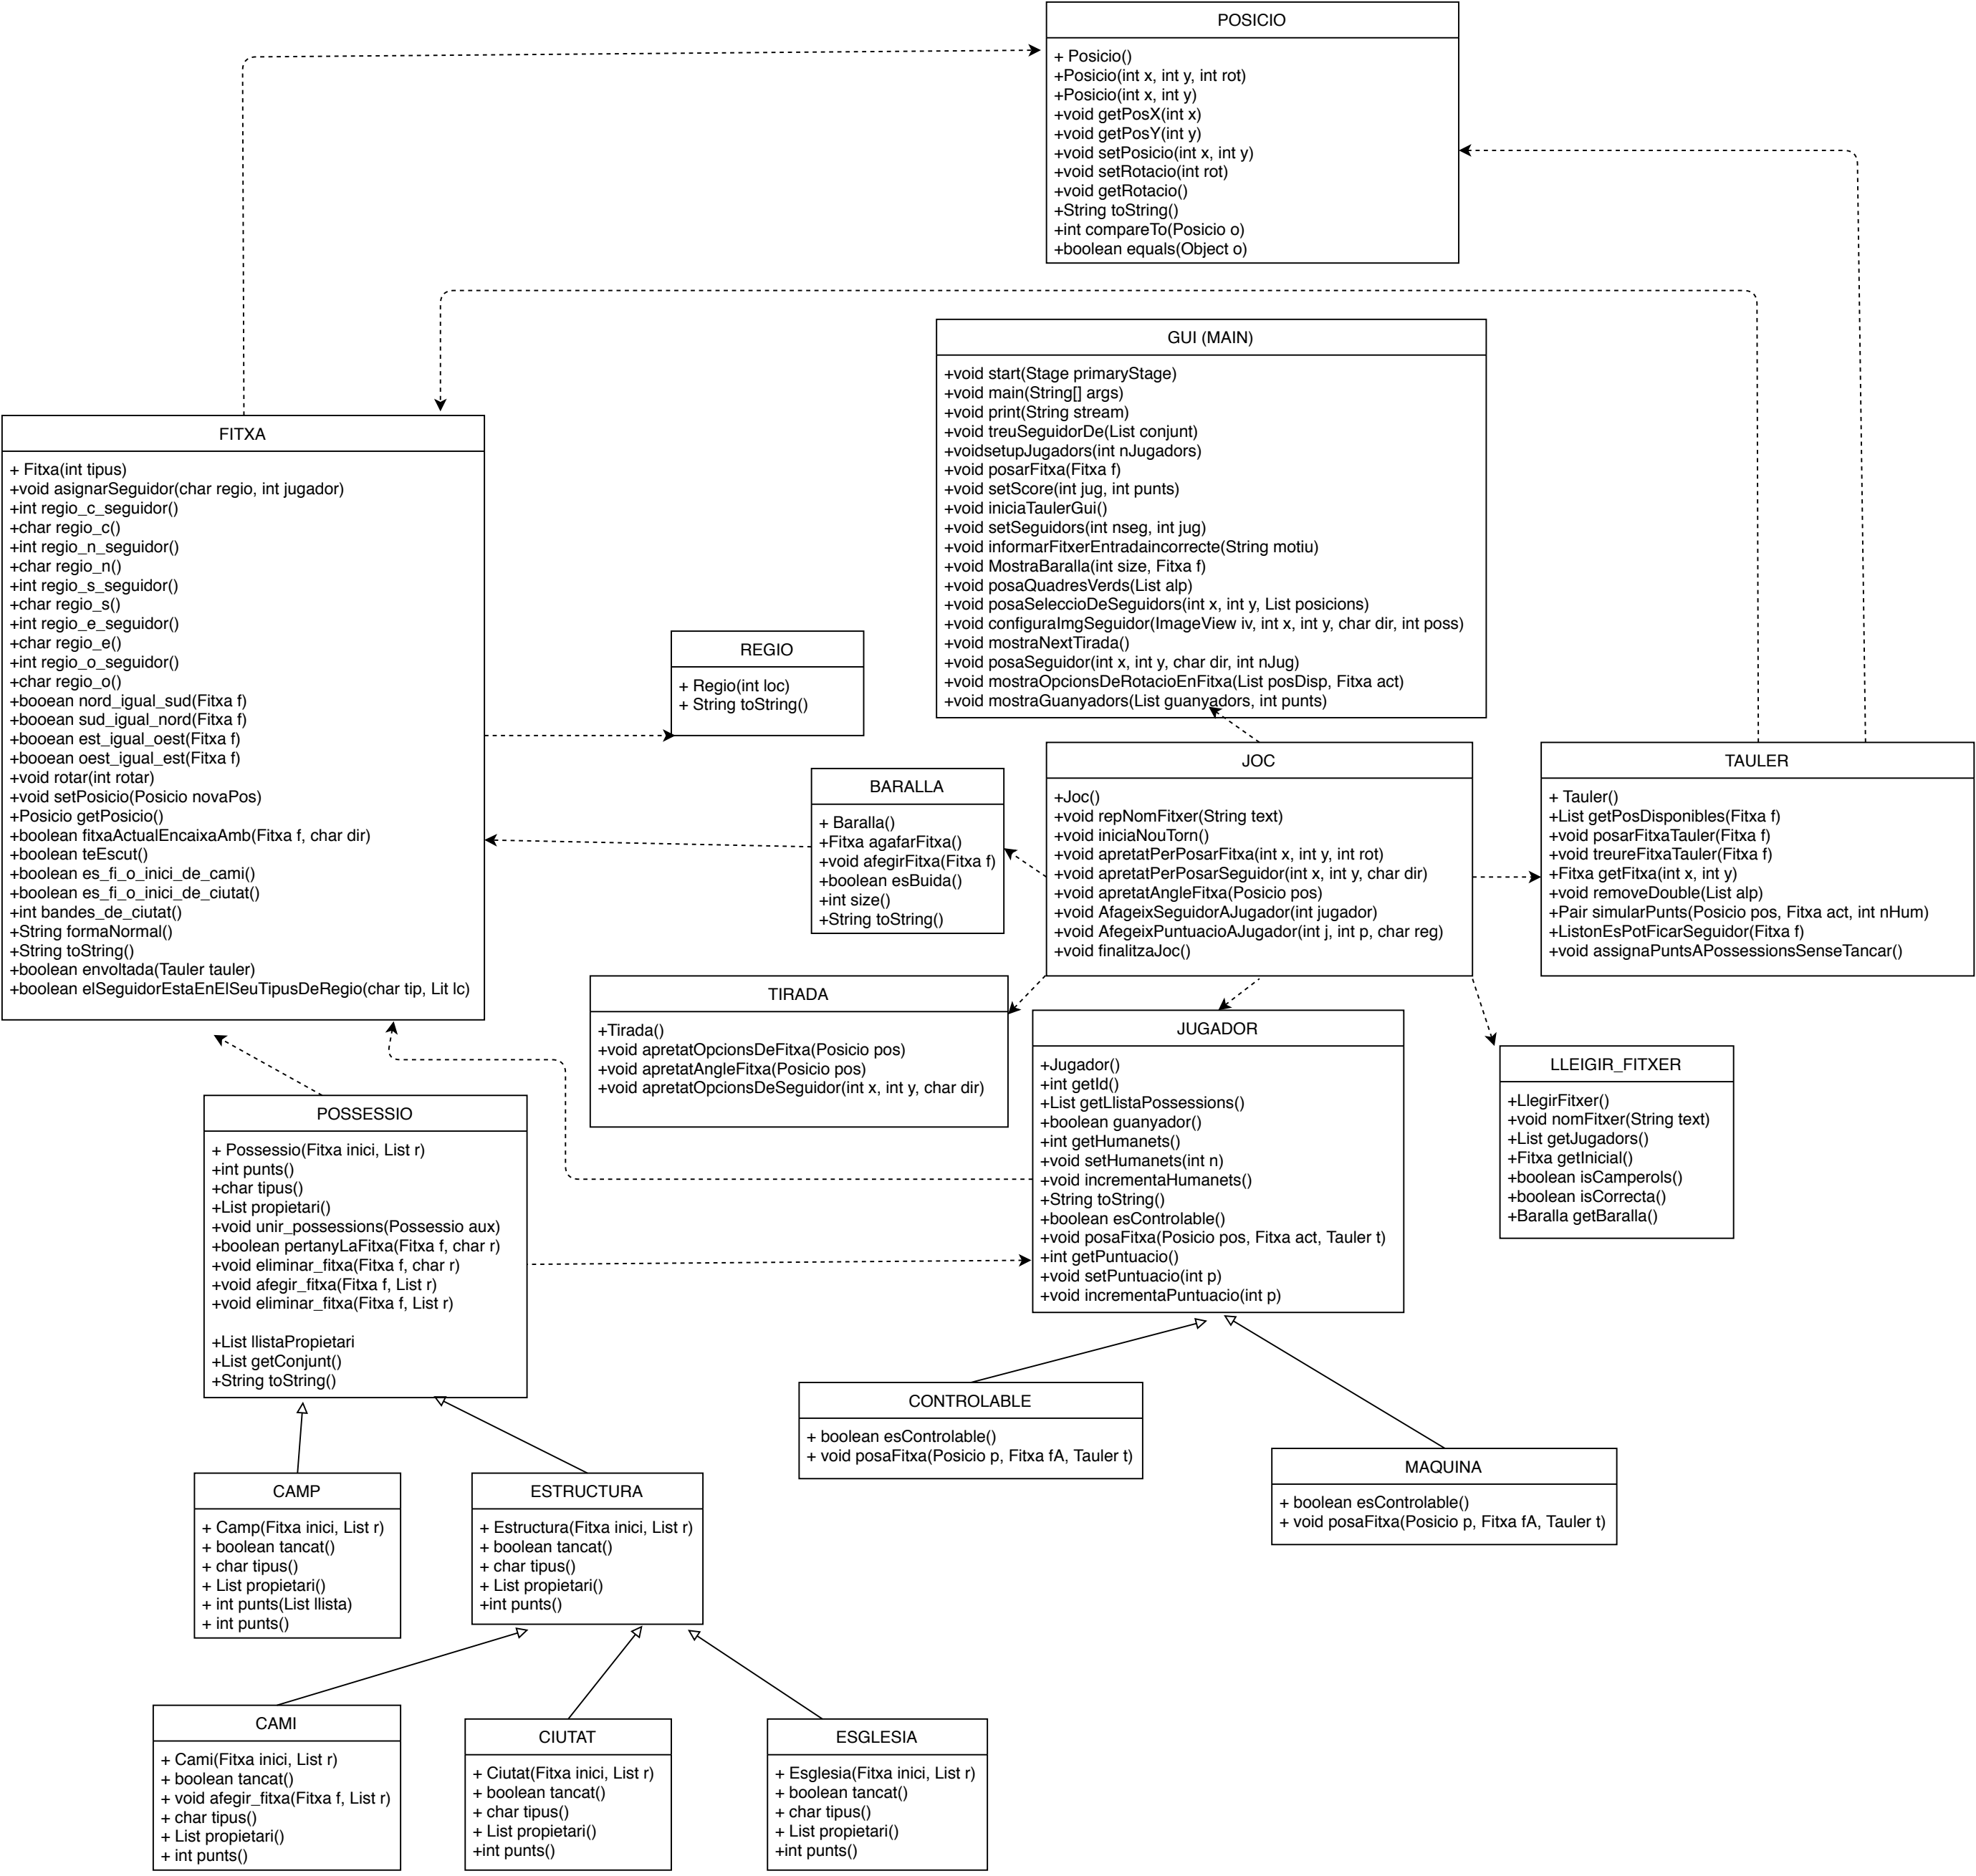 POSICIO
+ Posicio()
+Posicio(int x, int y, int rot)
+Posicio(int x, int y)
+void getPosX(int x)
+void getPosY(int y)
+void setPosicio(int x, int y)
+void setRotacio(int rot)
+void getRotacio()
+String toString()
+int compareTo(Posicio o)
+boolean equals(Object o)
GUI (MAIN)
+void start(Stage primaryStage)
+void main(String[] args)
+void print(String stream)
+void treuSeguidorDe(List conjunt)
+voidsetupJugadors(int nJugadors)
+void posarFitxa(Fitxa f)
+void setScore(int jug, int punts)
+void iniciaTaulerGui()
+void setSeguidors(int nseg, int jug)
+void informarFitxerEntradaincorrecte(String motiu)
+void MostraBaralla(int size, Fitxa f)
+void posaQuadresVerds(List alp)
+void posaSeleccioDeSeguidors(int x, int y, List posicions)
+void configuraImgSeguidor(ImageView iv, int x, int y, char dir, int poss)
+void mostraNextTirada()
+void posaSeguidor(int x, int y, char dir, int nJug)
+void mostraOpcionsDeRotacioEnFitxa(List posDisp, Fitxa act)
+void mostraGuanyadors(List guanyadors, int punts)
FITXA
+ Fitxa(int tipus)
+void asignarSeguidor(char regio, int jugador)
+int regio_c_seguidor()
+char regio_c()
+int regio_n_seguidor()
+char regio_n()
+int regio_s_seguidor()
+char regio_s()
+int regio_e_seguidor()
+char regio_e()
+int regio_o_seguidor()
+char regio_o()
+booean nord_igual_sud(Fitxa f)
+booean sud_igual_nord(Fitxa f)
+booean est_igual_oest(Fitxa f)
+booean oest_igual_est(Fitxa f)
+void rotar(int rotar)
+void setPosicio(Posicio novaPos)
+Posicio getPosicio()
+boolean fitxaActualEncaixaAmb(Fitxa f, char dir)
+boolean teEscut()
+boolean es_fi_o_inici_de_cami()
+boolean es_fi_o_inici_de_ciutat()
+int bandes_de_ciutat()
+String formaNormal()
+String toString()
+boolean envoltada(Tauler tauler)
+boolean elSeguidorEstaEnElSeuTipusDeRegio(char tip, Lit lc)
REGIO
+ Regio(int loc)
+ String toString()
BARALLA
+ Baralla()
+Fitxa agafarFitxa()
+void afegirFitxa(Fitxa f)
+boolean esBuida()
+int size()
+String toString()
JOC
+Joc()
+void repNomFitxer(String text)
+void iniciaNouTorn()
+void apretatPerPosarFitxa(int x, int y, int rot)
+void apretatPerPosarSeguidor(int x, int y, char dir)
+void apretatAngleFitxa(Posicio pos)
+void AfageixSeguidorAJugador(int jugador)
+void AfegeixPuntuacioAJugador(int j, int p, char reg)
+void finalitzaJoc()
TAULER
+ Tauler()
+List getPosDisponibles(Fitxa f)
+void posarFitxaTauler(Fitxa f)
+void treureFitxaTauler(Fitxa f)
+Fitxa getFitxa(int x, int y)
+void removeDouble(List alp)
+Pair simularPunts(Posicio pos, Fitxa act, int nHum)
+ListonEsPotFicarSeguidor(Fitxa f)
+void assignaPuntsAPossessionsSenseTancar()
TIRADA
+Tirada()
+void apretatOpcionsDeFitxa(Posicio pos)
+void apretatAngleFitxa(Posicio pos)
+void apretatOpcionsDeSeguidor(int x, int y, char dir)
JUGADOR
+Jugador()
+int getId()
+List getLlistaPossessions()
+boolean guanyador()
+int getHumanets()
+void setHumanets(int n)
+void incrementaHumanets()
+String toString()
+boolean esControlable()
+void posaFitxa(Posicio pos, Fitxa act, Tauler t)
+int getPuntuacio()
+void setPuntuacio(int p)
+void incrementaPuntuacio(int p)
LLEIGIR_FITXER
+LlegirFitxer()
+void nomFitxer(String text)
+List getJugadors()
+Fitxa getInicial()
+boolean isCamperols()
+boolean isCorrecta()
+Baralla getBaralla()
POSSESSIO
+ Possessio(Fitxa inici, List r)
+int punts()
+char tipus()
+List propietari()
+void unir_possessions(Possessio aux)
+boolean pertanyLaFitxa(Fitxa f, char r)
+void eliminar_fitxa(Fitxa f, char r)
+void afegir_fitxa(Fitxa f, List r)
+void eliminar_fitxa(Fitxa f, List r)
+List llistaPropietari
+List getConjunt()
+String toString()
CONTROLABLE
+ boolean esControlable()
+ void posaFitxa(Posicio p, Fitxa fA, Tauler t)
MAQUINA
+ boolean esControlable()
+ void posaFitxa(Posicio p, Fitxa fA, Tauler t)
CAMP
+ Camp(Fitxa inici, List r)
+ boolean tancat()
+ char tipus()
+ List propietari()
+ int punts(List llista)
+ int punts()
ESTRUCTURA
+ Estructura(Fitxa inici, List r)
+ boolean tancat()
+ char tipus()
+ List propietari()
+int punts()
CAMI
+ Cami(Fitxa inici, List r)
+ boolean tancat()
+ void afegir_fitxa(Fitxa f, List r)
+ char tipus()
+ List propietari()
+ int punts()
CIUTAT
+ Ciutat(Fitxa inici, List r)
+ boolean tancat()
+ char tipus()
+ List propietari()
+int punts()
ESGLESIA
+ Esglesia(Fitxa inici, List r)
+ boolean tancat()
+ char tipus()
+ List propietari()
+int punts()